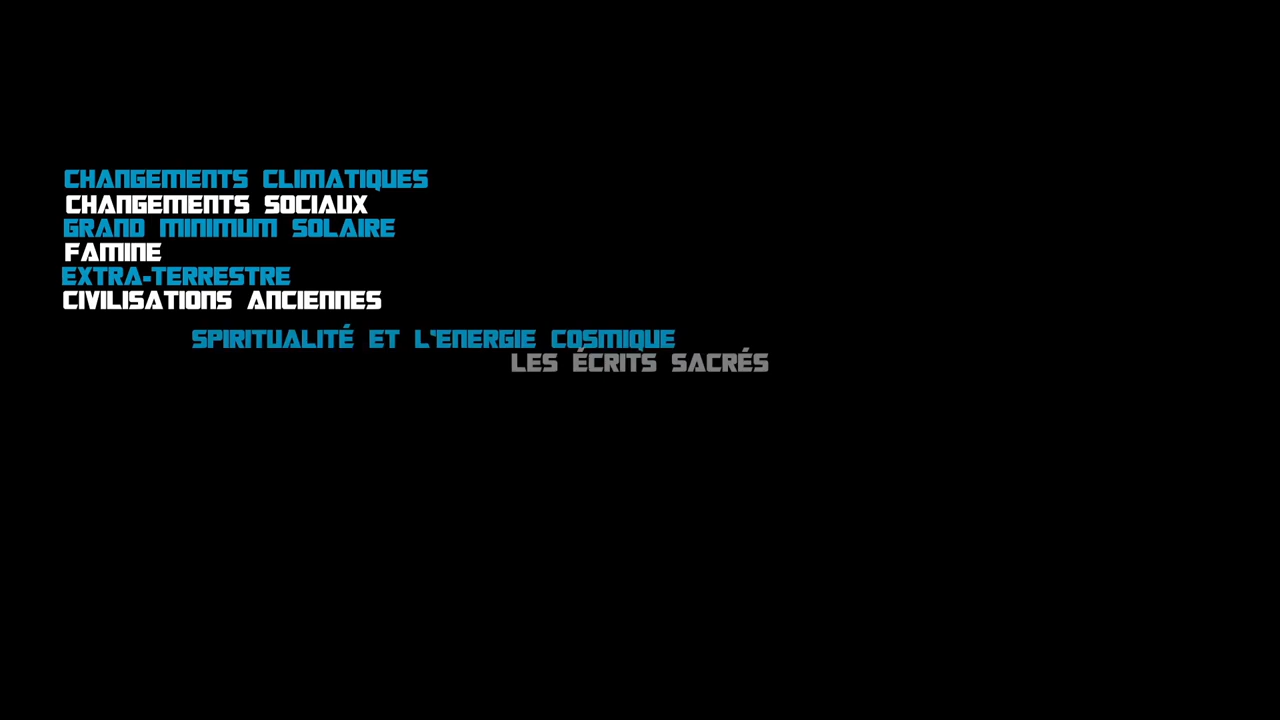 CHANGEMENTS CLIMATIQUES
CHANGEMENTS SOCIAUX
GRAND MINIMUM SOLAIRE
FAMINE
EXTRA-TERRESTRE
CIVILISATIONS ANCIENNES
SPIRITUALITÉ ET L'ENERGIE COSMIQUE
LES ÉCRITS SACRÉS